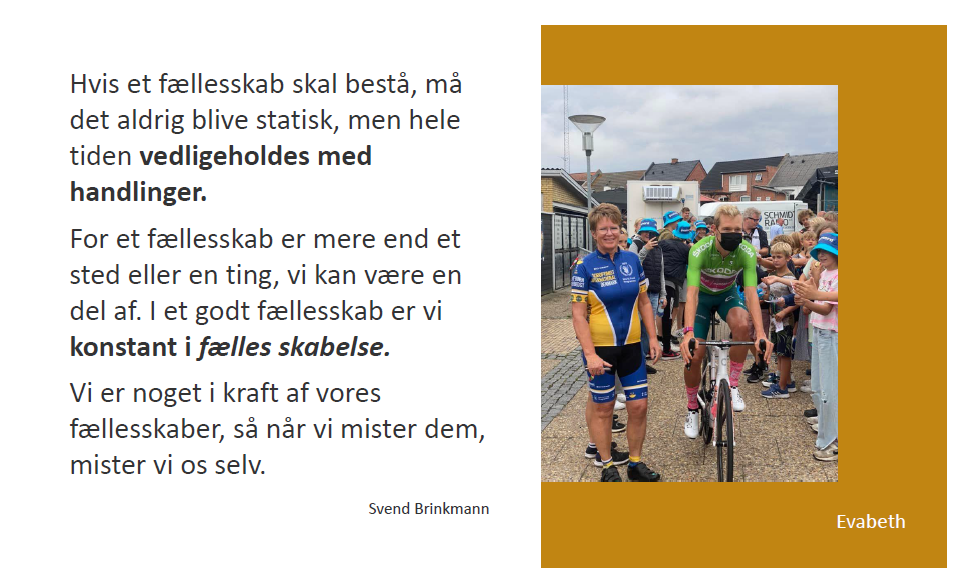 Hvis et fællesskab skal bestå, må
det aldrig blive statisk, men hele
tiden vedligeholdes med
handlinger.
For et fællesskab er mere end et
sted eller en ting, vi kan være en
del af. I et godt fællesskab er vi
konstant i fælles skabelse.
Vi er noget i kraft af vores
fællesskaber, så når vi mister dem,
mister vi os selv.
Svend Brinkmann
SCHMIDT
RADIO
ŠKODA
Evabeth